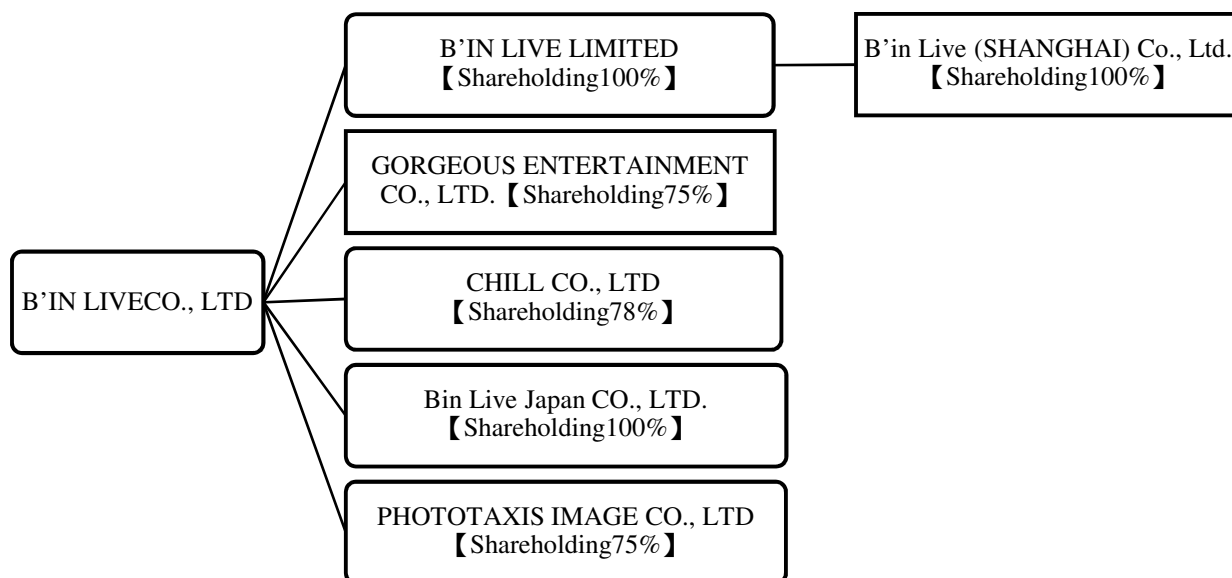 B’IN LIVECO., LTD
B’IN LIVE LIMITED
【Shareholding100%】
B’in Live (SHANGHAI) Co., Ltd.
【Shareholding100%】
GORGEOUS ENTERTAINMENT
CO., LTD.【Shareholding75%】
CHILL CO., LTD
【Shareholding78%】
Bin Live Japan CO., LTD.
【Shareholding100%】
PHOTOTAXIS IMAGE CO., LTD
【Shareholding75%】